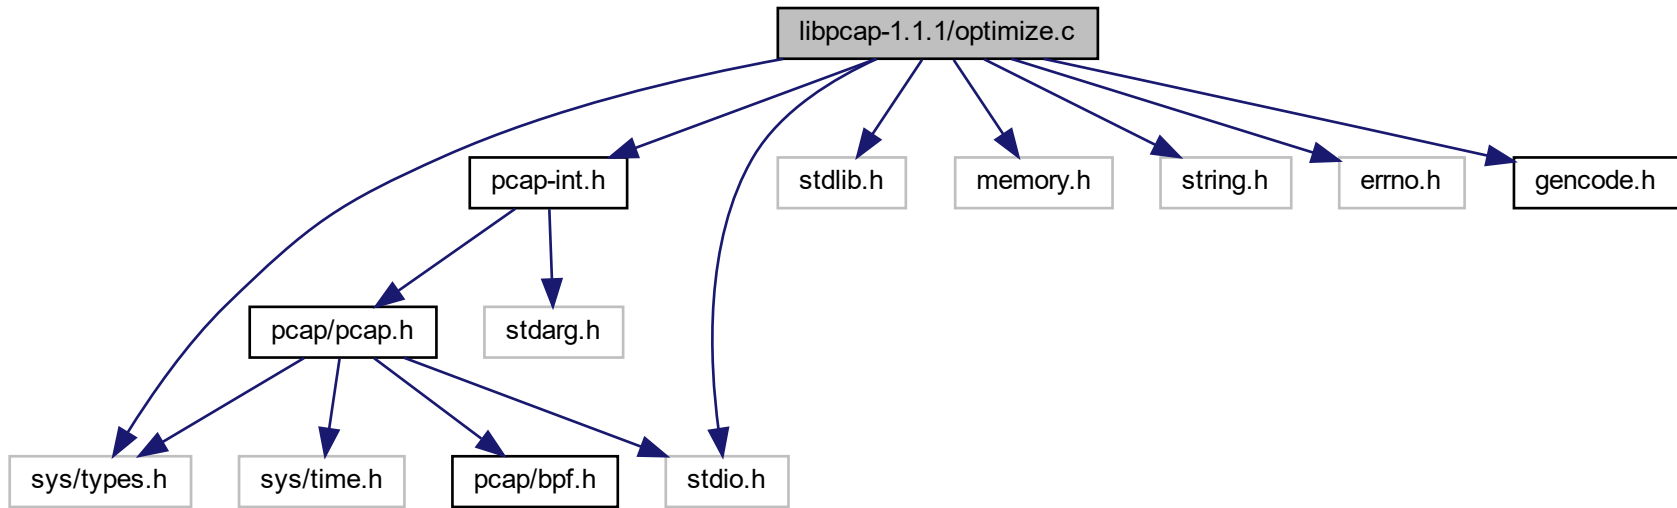 libpcap-1.1.1/optimize.c
pcap-int.h
stdlib.h
memory.h
string.h
errno.h
gencode.h
pcap/pcap.h
stdarg.h
sys/types.h
sys/time.h
pcap/bpf.h
stdio.h